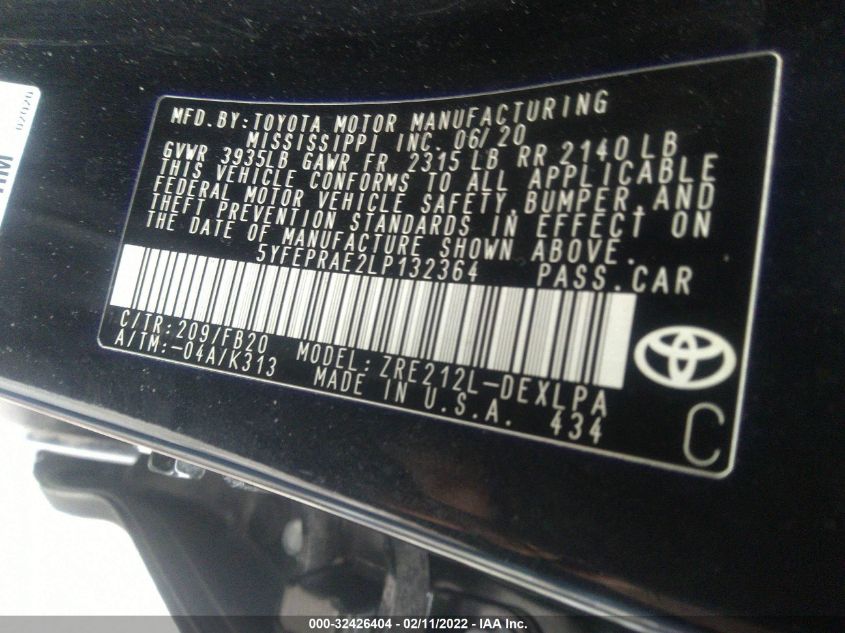 MFD.BY:TOYOTA MOTOR MANUFACTURING
MISSISSIPPI INC. 06/20
GVWR 3935LB GAWR FR 2315 LB RR 2140 LB
THIS VEHICLE CONFORMS TO ALL APPLICABLE
FEDERAL MOTOR VEHICLE SAFETY,BUMPER,AND
THEFT PREVENTION STANDARDS IN EFFECT ON
THE DATE OF MANUFACTURE SHOWN ABOVE.
5YFEPRAE2LP132364 PASS.CAR
C/TR:209/FB20
A/TM:-04A/K313
MODEL:ZRE212L-DEXLPA
MADE IN U.S.A. 434
C
000-32426404 - 02/11/2022 - IAA Inc.